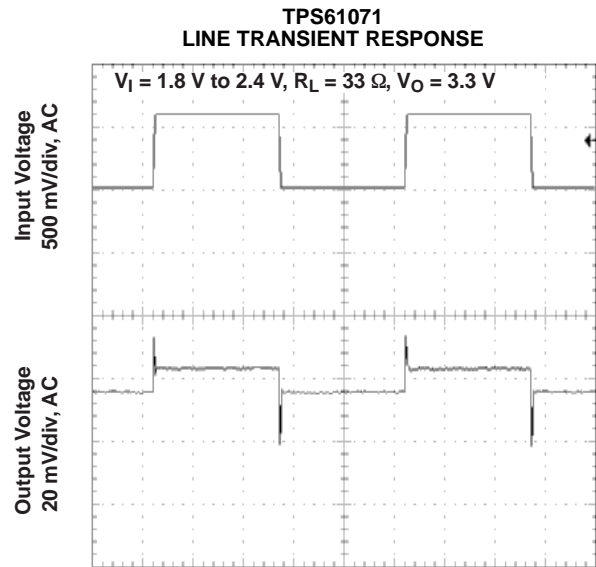 TPS61071
LINE TRANSIENT RESPONSE
V_I = 1.8 V to 2.4 V, R_L = 33 Ω, V_O = 3.3 V
Input Voltage
500 mV/div, AC
Output Voltage
20 mV/div, AC